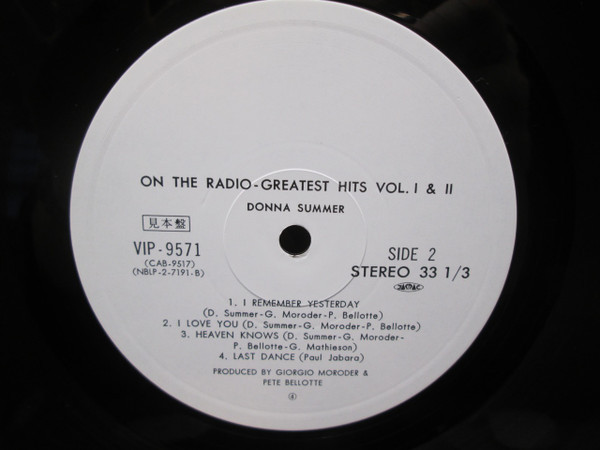 ON THE RADIO-GREATEST HITS VOL. I & II
DONNA SUMMER
見本盤
VIP-9571
(CAB-9517)
(NBLP-2-7191-B)
SIDE 2
STEREO 33 1/3
1. I REMEMBER YESTERDAY
(D. Summer-G. Moroder-P. Bellotte)
2. I LOVE YOU (D. Summer-G. Moroder-P. Bellotte)
3. HEAVEN KNOWS (D. Summer-G. Moroder-
P. Bellotte-G. Mathieson)
4. LAST DANCE (Paul Jabara)
PRODUCED BY GIORGIO MORODER &
PETE BELLOTTE
④